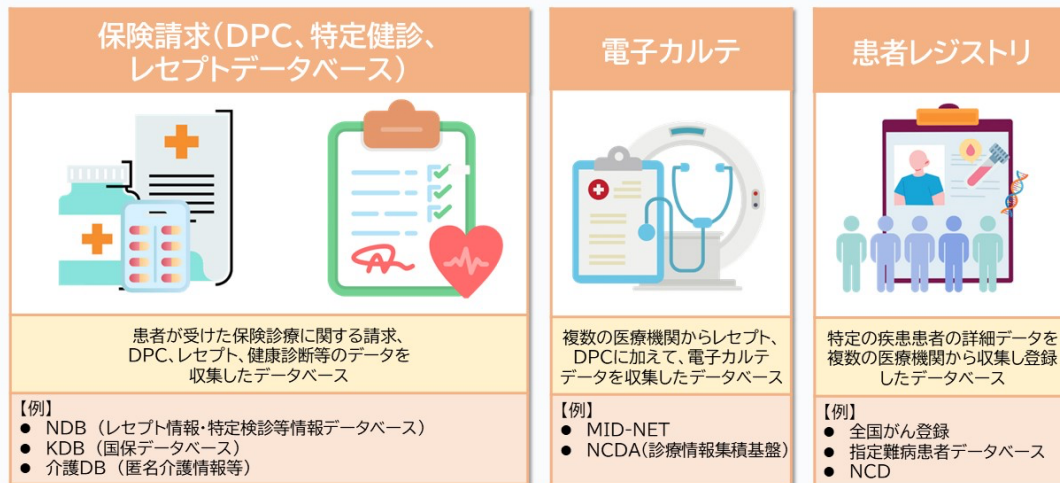 保険請求(DPC、特定健診、
レセプトデータベース)
患者が受けた保険診療に関する請求、
DPC、レセプト、健康診断等のデータを
収集したデータベース
【例】
● NDB (レセプト情報・特定検診等情報データベース)
● KDB (国保データベース)
● 介護DB (匿名介護情報等)
電子カルテ
複数の医療機関からレセプト、
DPCに加えて、電子カルテ
データを収集したデータベース
【例】
● MID-NET
● NCDA(診療情報集積基盤)
患者レジストリ
特定の疾患患者の詳細データを
複数の医療機関から収集し登録
したデータベース
【例】
● 全国がん登録
● 指定難病患者データベース
● NCD